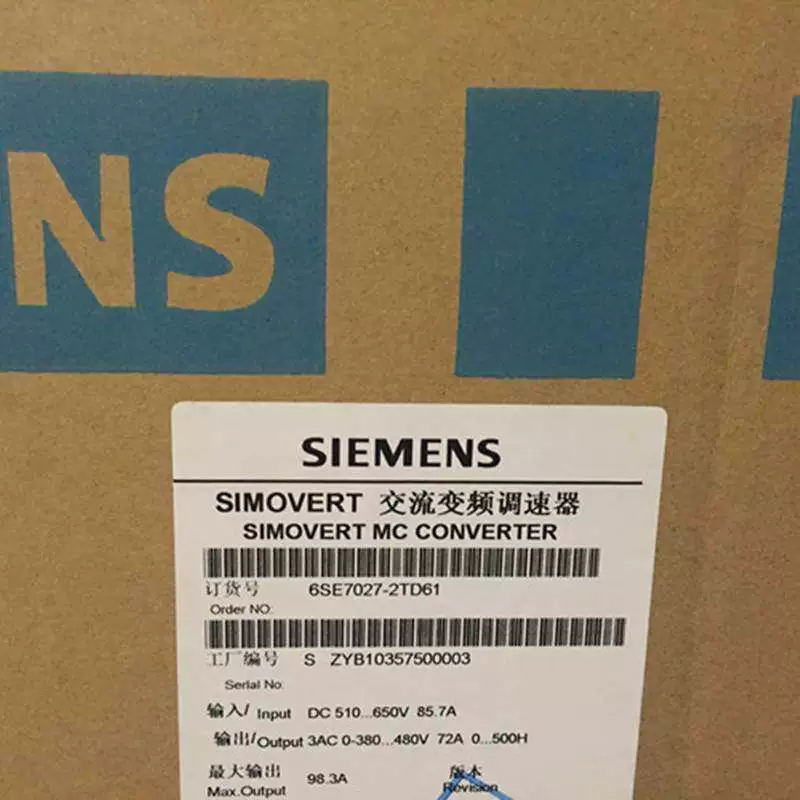 NS
SIEMENS
SIMOVERT 交流变频调速器
SIMOVERT MC CONVERTER
订货号 6SE7027-2TD61
Order NO:
工厂编号 S ZYB10357500003
Serial No:
输入/ Input DC 510...650V 85.7A
输出/Output 3AC 0-380...480V 72A 0...500H
最大输出 98.3A 版本
Max.Output Revision